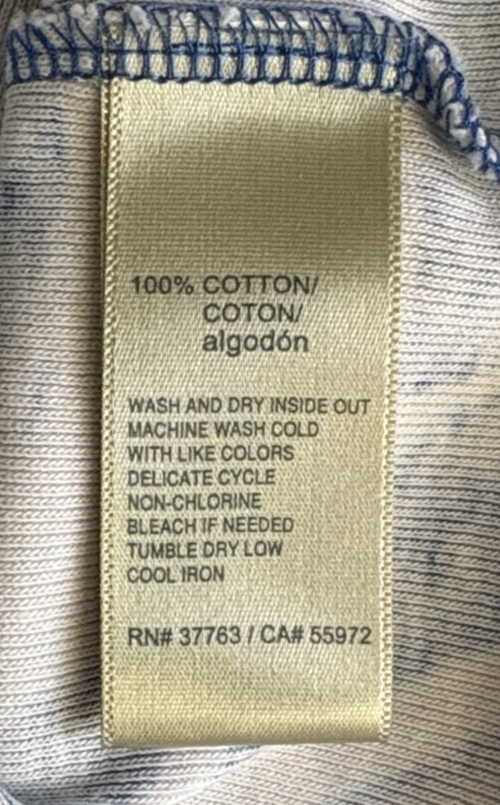 100% COTTON/
COTON/
algodón
WASH AND DRY INSIDE OUT
MACHINE WASH COLD
WITH LIKE COLORS
DELICATE CYCLE
NON-CHLORINE
BLEACH IF NEEDED
TUMBLE DRY LOW
COOL IRON
RN# 37763 / CA# 55972